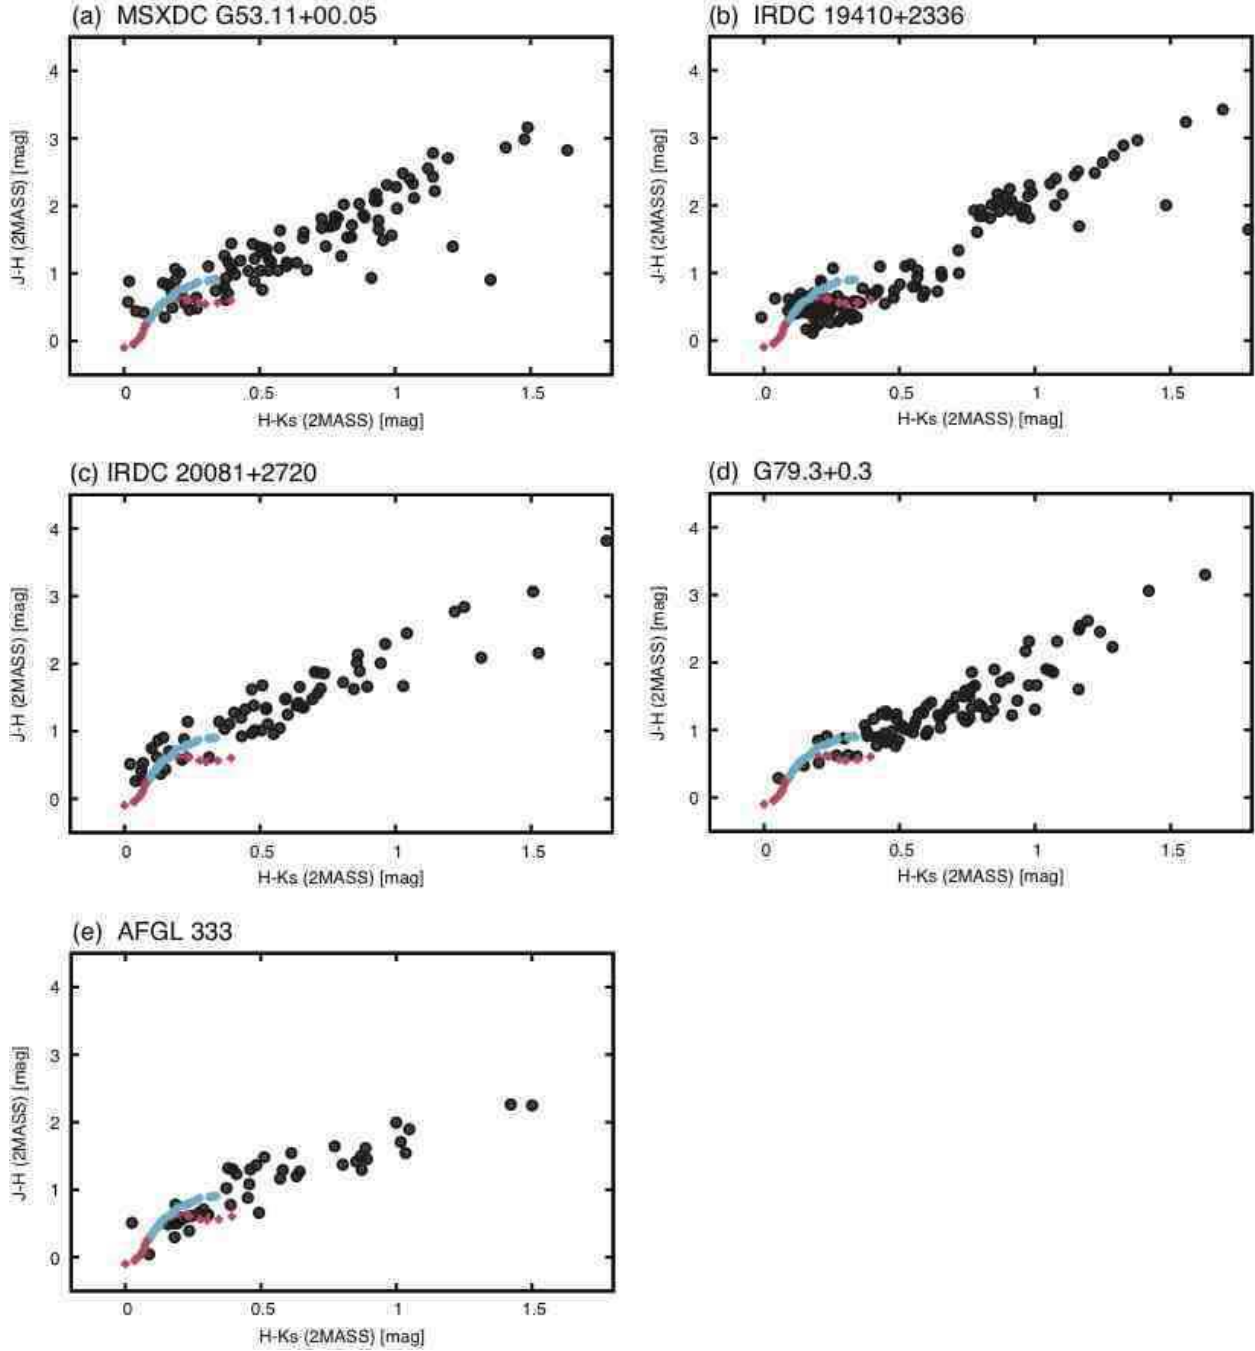 (a) MSXDC G53.11+00.05
(b) IRDC 19410+2336
4
3
2
1
0
J-H (2MASS) [mag]
0 0.5 1 1.5
H-Ks (2MASS) [mag]
4
3
2
1
0
J-H (2MASS) [mag]
0 0.5 1 1.5
H-Ks (2MASS) [mag]
(c) IRDC 20081+2720
(d) G79.3+0.3
4
3
2
1
0
J-H (2MASS) [mag]
0 0.5 1 1.5
H-Ks (2MASS) [mag]
4
3
2
1
0
J-H (2MASS) [mag]
0 0.5 1 1.5
H-Ks (2MASS) [mag]
(e) AFGL 333
4
3
2
1
0
J-H (2MASS) [mag]
0 0.5 1 1.5
H-Ks (2MASS) [mag]